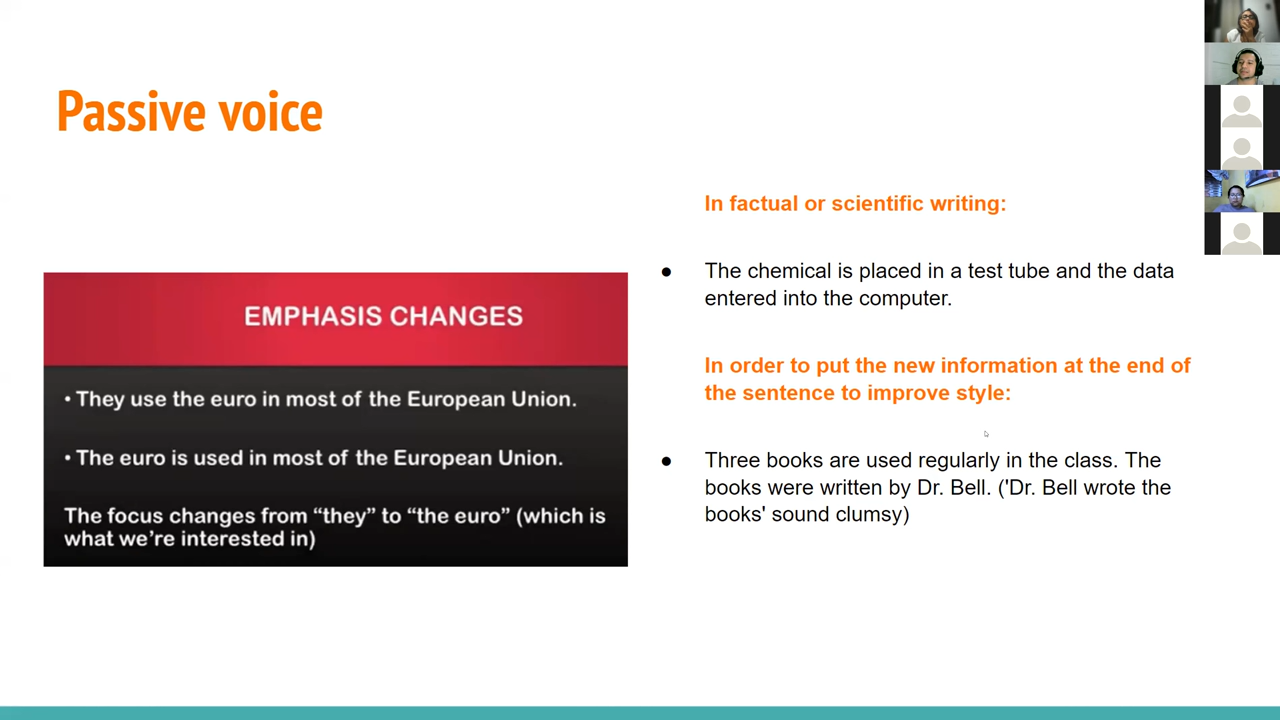 Passive voice
EMPHASIS CHANGES
• They use the euro in most of the European Union.
• The euro is used in most of the European Union.
The focus changes from “they” to “the euro” (which is
what we’re interested in)
In factual or scientific writing:
● The chemical is placed in a test tube and the data
entered into the computer.
In order to put the new information at the end of
the sentence to improve style:
● Three books are used regularly in the class. The
books were written by Dr. Bell. ('Dr. Bell wrote the
books' sound clumsy)